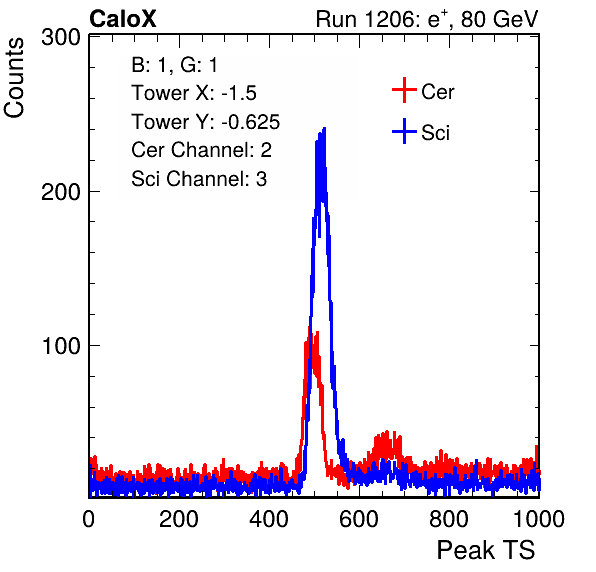 CaloX Run 1206: e⁺, 80 GeV
Counts
300
200
100
B: 1, G: 1
Tower X: -1.5
Tower Y: -0.625
Cer Channel: 2
Sci Channel: 3
Cer
Sci
0 200 400 600 800 1000
Peak TS